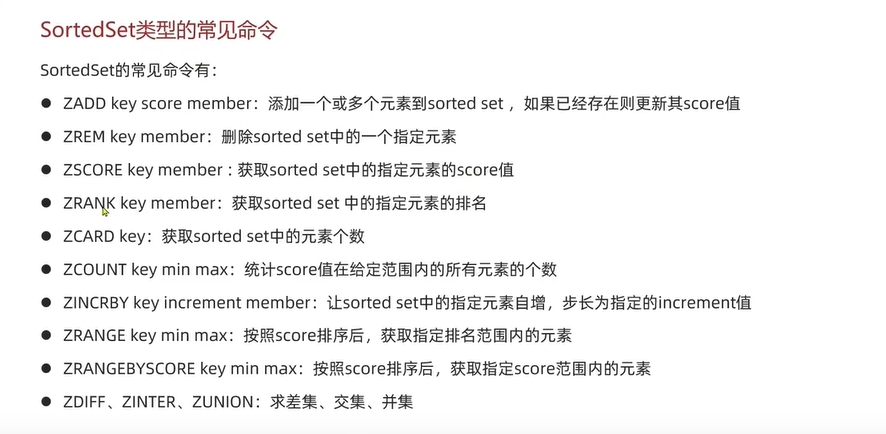 SortedSet类型的常见命令
SortedSet的常见命令有：
● ZADD key score member：添加一个或多个元素到sorted set ，如果已经存在则更新其score值
● ZREM key member：删除sorted set中的一个指定元素
● ZSCORE key member : 获取sorted set中的指定元素的score值
● ZRANK key member：获取sorted set 中的指定元素的排名
● ZCARD key：获取sorted set中的元素个数
● ZCOUNT key min max：统计score值在给定范围内的所有元素的个数
● ZINCRBY key increment member：让sorted set中的指定元素自增，步长为指定的increment值
● ZRANGE key min max：按照score排序后，获取指定排名范围内的元素
● ZRANGEBYSCORE key min max：按照score排序后，获取指定score范围内的元素
● ZDIFF、ZINTER、ZUNION：求差集、交集、并集